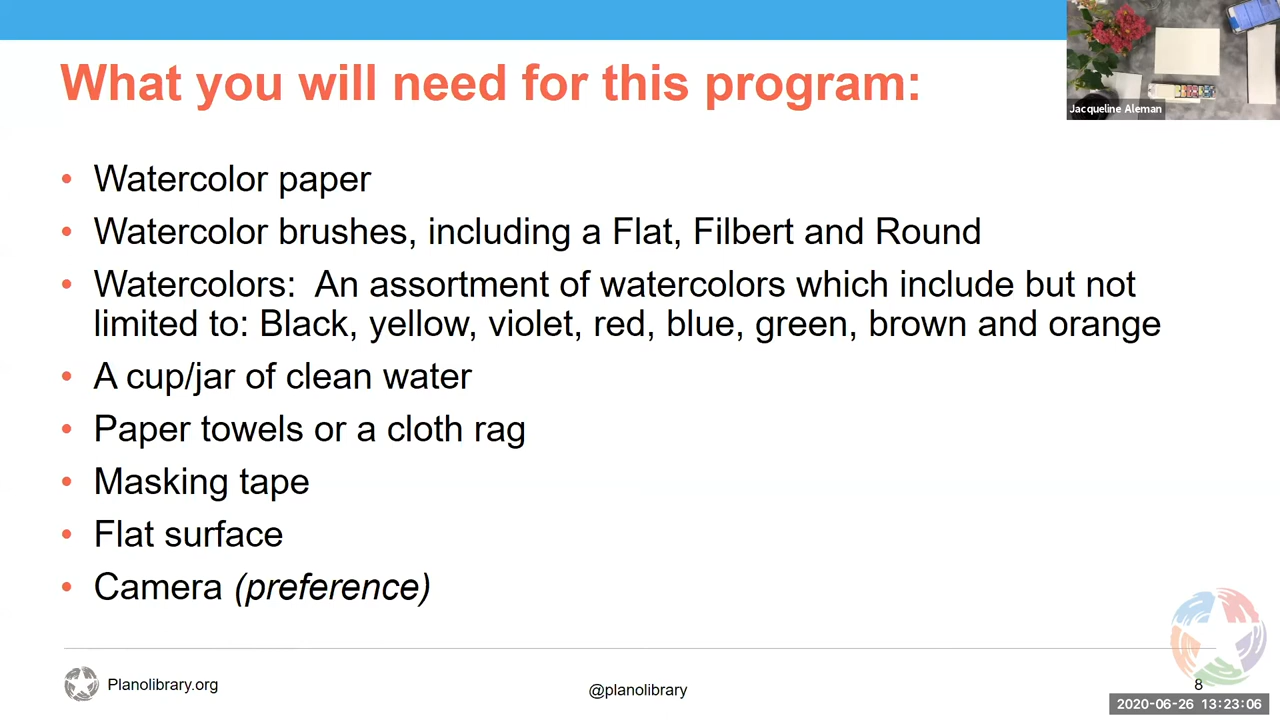 What you will need for this program:
Jacqueline Aleman
• Watercolor paper
• Watercolor brushes, including a Flat, Filbert and Round
• Watercolors: An assortment of watercolors which include but not
limited to: Black, yellow, violet, red, blue, green, brown and orange
• A cup/jar of clean water
• Paper towels or a cloth rag
• Masking tape
• Flat surface
• Camera (preference)
Planolibrary.org
@planolibrary
8
2020-06-26 13:23:06